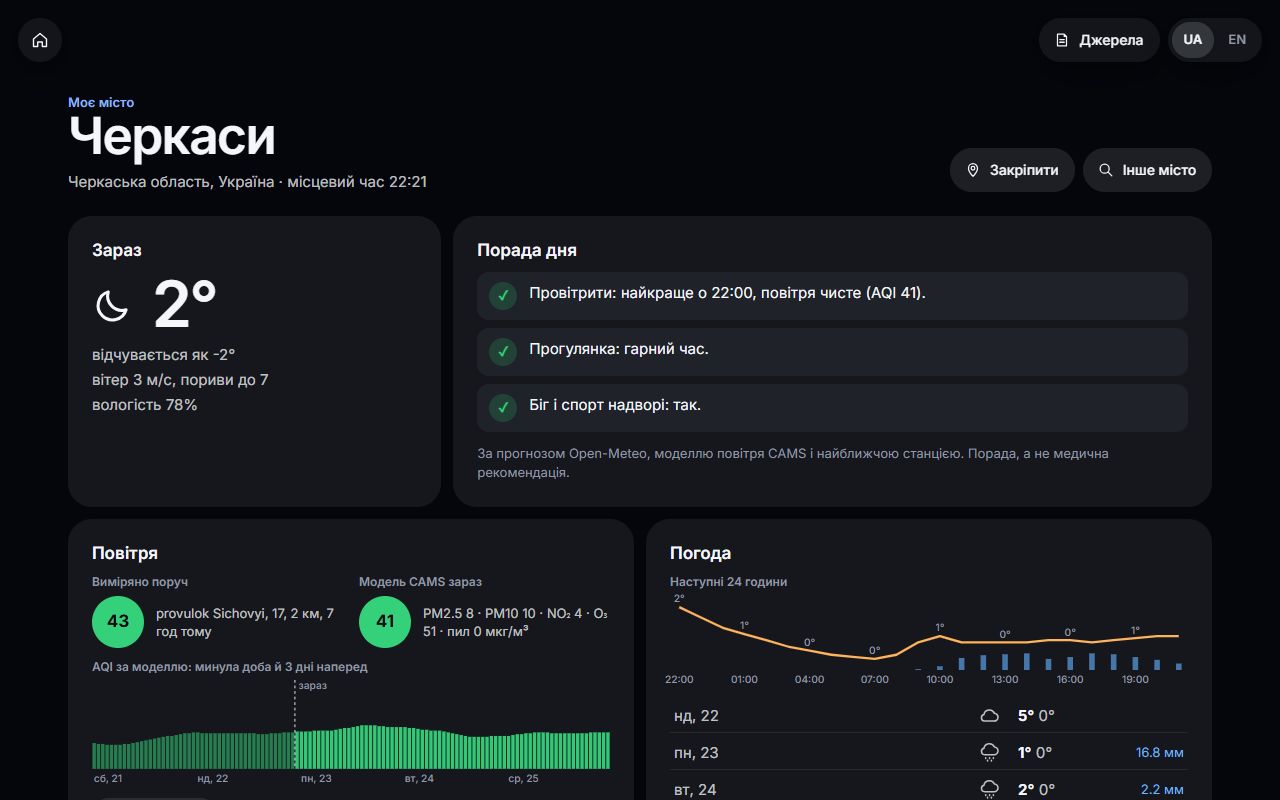 Джерела
UA EN
Моє місто
Черкаси
Черкаська область, Україна · місцевий час 22:21
Закріпити
Інше місто
Зараз
2°
відчувається як -2°
вітер 3 м/с, пориви до 7
вологість 78%
Порада дня
Провітрити: найкраще о 22:00, повітря чисте (AQI 41).
Прогулянка: гарний час.
Біг і спорт надворі: так.
За прогнозом Open-Meteo, моделлю повітря CAMS і найближчою станцією. Порада, а не медична
рекомендація.
Повітря
Виміряно поруч
43
provulok Sichovyi, 17, 2 км, 7
год тому
Модель CAMS зараз
41
PM2.5 8 · PM10 10 · NO₂ 4 · O₃
51 · пил 0 мкг/м³
AQI за моделлю: минула доба й 3 дні наперед
зараз
сб, 21 нд, 22 пн, 23 вт, 24 ср, 25
Погода
Наступні 24 години
2° 1° 0° 0° 1° 0° 0° 1°
22:00 01:00 04:00 07:00 10:00 13:00 16:00 19:00
нд, 22 5° 0°
пн, 23 1° 0° 16.8 мм
вт, 24 2° 0° 2.2 мм